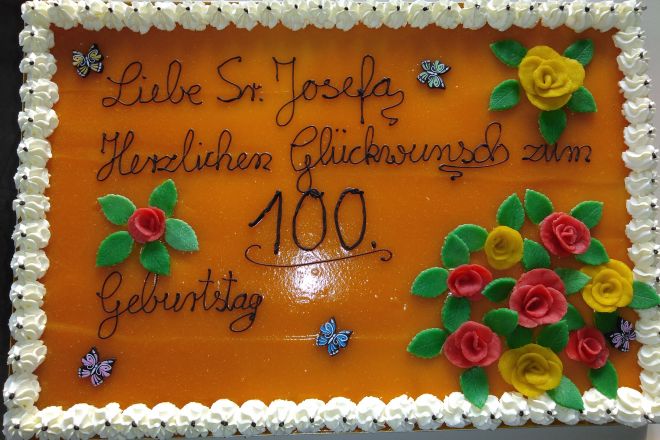 Liebe Sr. Josefa,
Herzlichen Glückwunsch zum
100.
Geburtstag